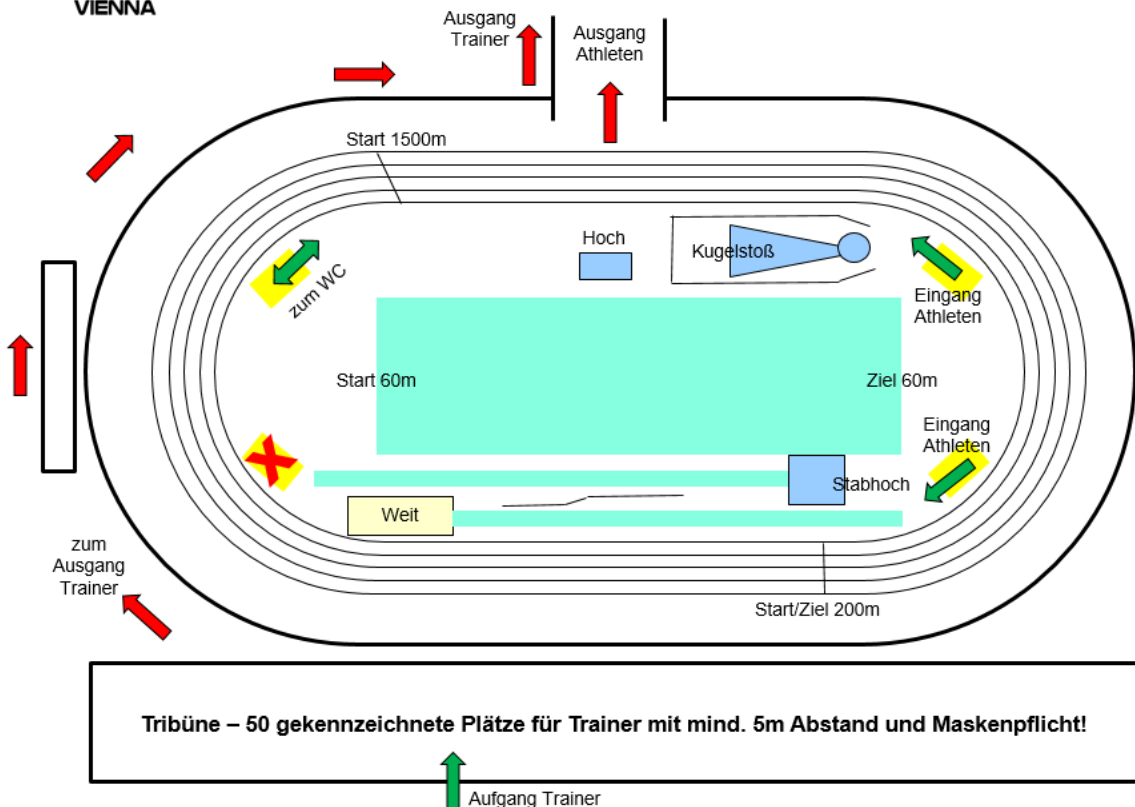 VIENNA
Ausgang
Trainer
Ausgang
Athleten
Start 1500m
Hoch
Kugelstoß
zum WC
Eingang
Athleten
Start 60m
Ziel 60m
Eingang
Athleten
Stabhoch
Weit
zum
Ausgang
Trainer
Start/Ziel 200m
Tribüne – 50 gekennzeichnete Plätze für Trainer mit mind. 5m Abstand und Maskenpflicht!
Aufgang Trainer